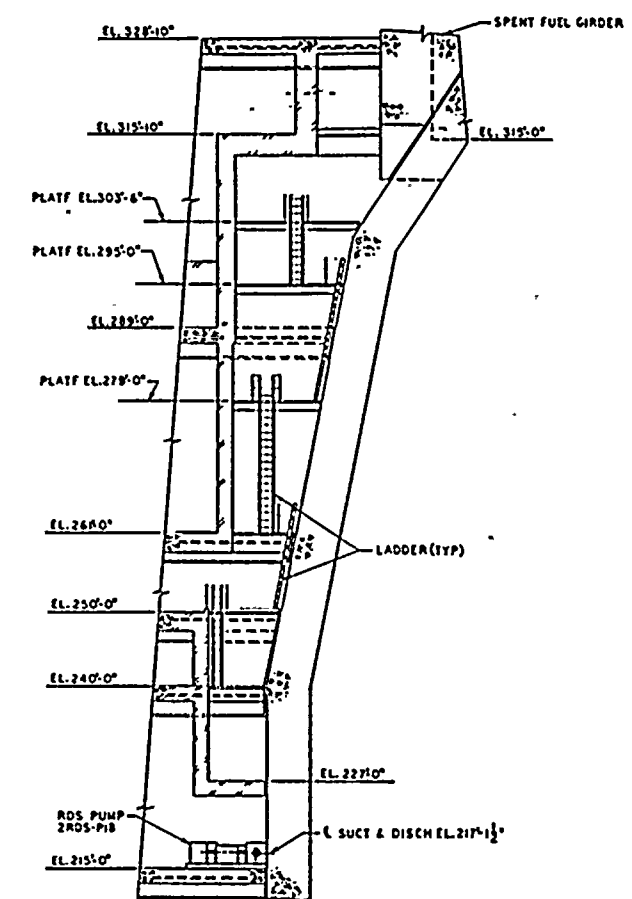 SPENT FUEL GIRDER
EL. 328'-10"
EL. 315'-10"
EL. 315'-0"
PLATF EL. 303'-6"
PLATF EL. 295'-0"
EL. 289'-0"
PLATF EL. 279'-0"
EL. 261'-0"
LADDER (TYP)
EL. 250'-0"
EL. 240'-0"
EL. 227'-0"
RDS PUMP
2RDS-P1B
℄ SUCT & DISCH EL. 217'-1½"
EL. 215'-0"